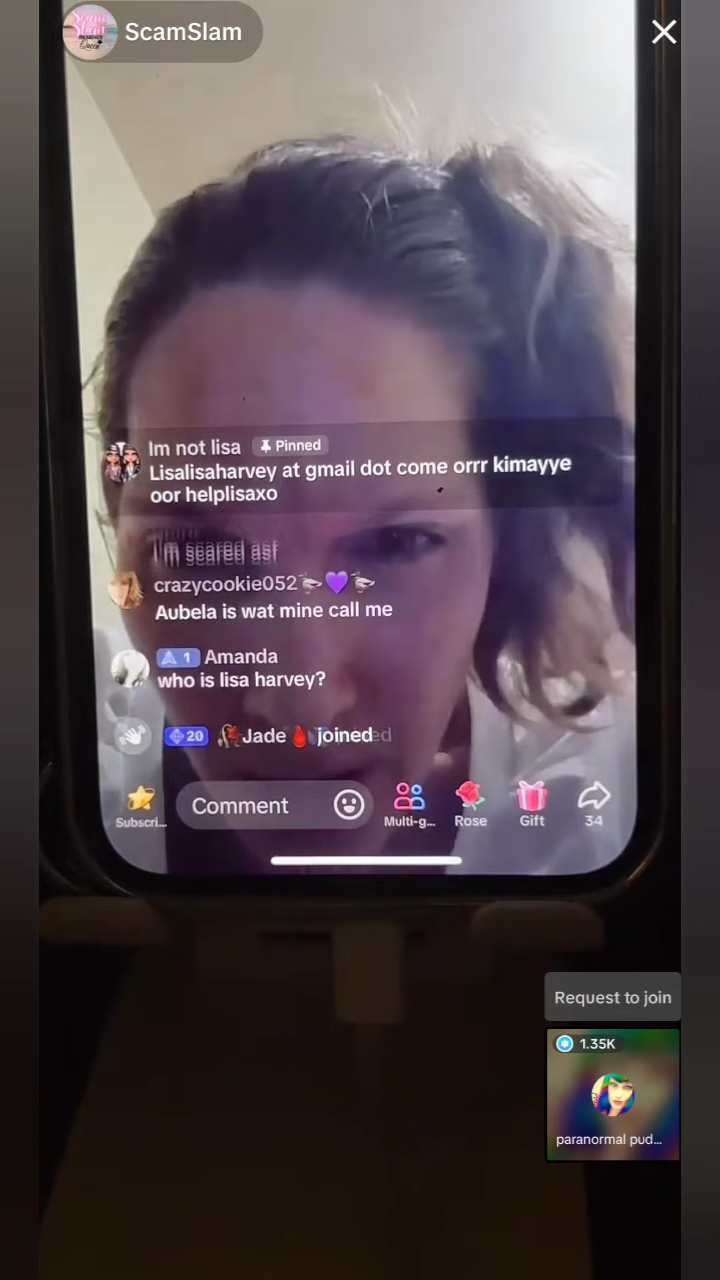 ScamSlam
Im not lisa Pinned
Lisalisaharvey at gmail dot come orrr kimayye
oor helplisaxo
I'm scared asf
crazycookie052🦆💜🦆
Aubela is wat mine call me
1 Amanda
who is lisa harvey?
20 🥀Jade🩸 joined
Subscri...
Comment
Multi-g...
Rose
Gift
34
Request to join
1.35K
paranormal pud...